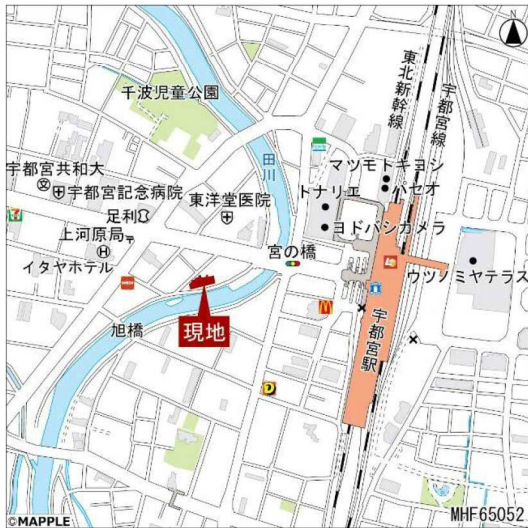 N
千波児童公園
田川
東北新幹線
宇都宮線
マツモトキヨシ
宇都宮共和大
宇都宮記念病院
東洋堂医院
トナリエ
パセオ
足利
上河原局
ヨドバシカメラ
イタヤホテル
宮の橋
ウツノミヤテラス
現地
旭橋
宇都宮駅
©MAPPLE
MHF65052